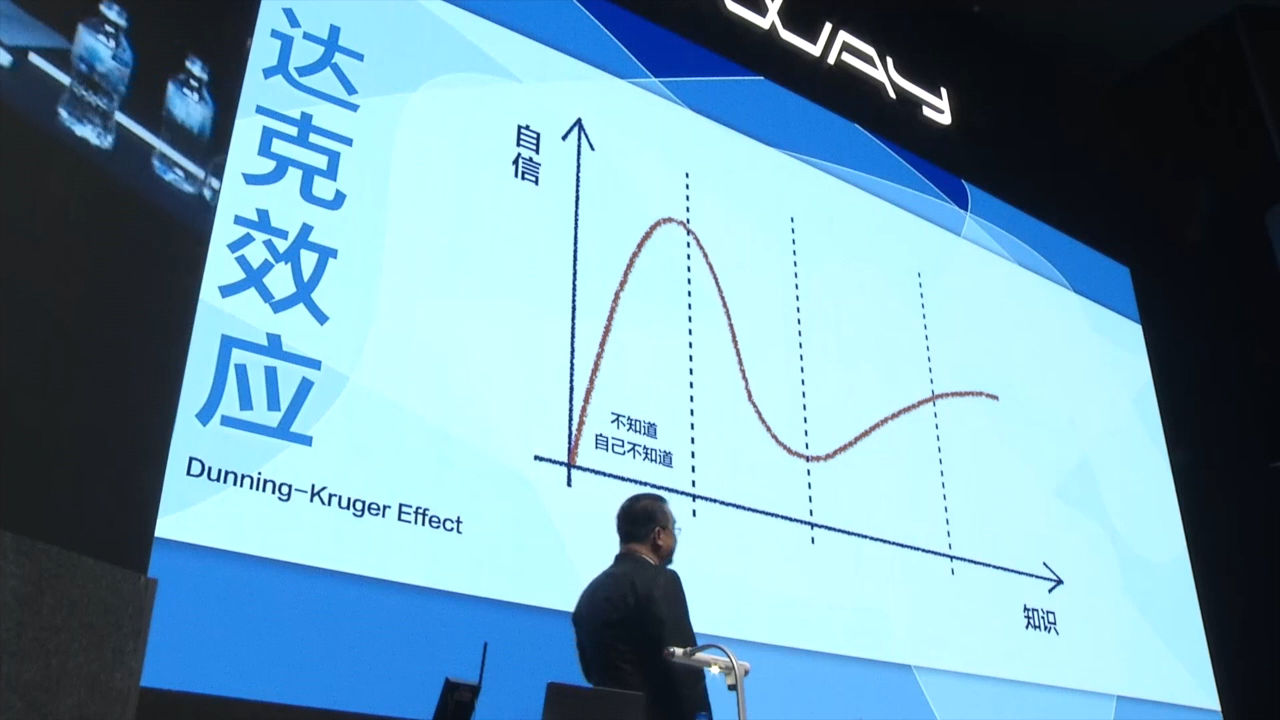 达克效应
Dunning-Kruger Effect
自信
不知道
自己不知道
知识